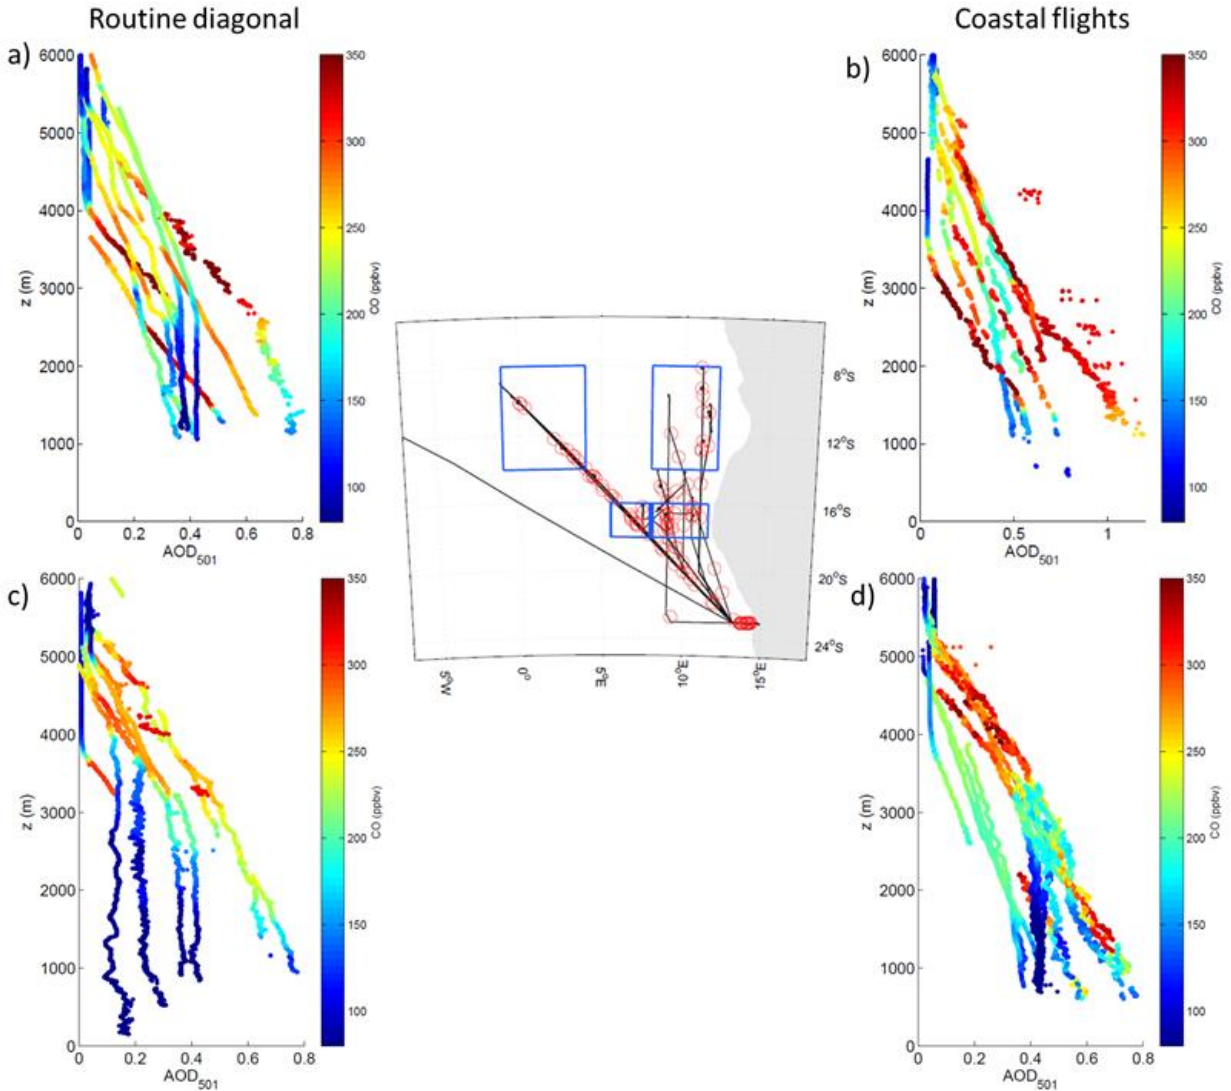 Routine diagonal
Coastal flights
a)
6000
5000
4000
3000
2000
1000
0
z (m)
0 0.2 0.4 0.6 0.8
AOD501
350
300
250
200
150
100
CO (ppbv)
b)
6000
5000
4000
3000
2000
1000
0
z (m)
0 0.5 1
AOD501
350
300
250
200
150
100
CO (ppbv)
8°S
12°S
16°S
20°S
24°S
5°W
0°
5°E
10°E
15°E
c)
6000
5000
4000
3000
2000
1000
0
z (m)
0 0.2 0.4 0.6 0.8
AOD501
350
300
250
200
150
100
CO (ppbv)
d)
6000
5000
4000
3000
2000
1000
0
z (m)
0 0.2 0.4 0.6 0.8
AOD501
350
300
250
200
150
100
CO (ppbv)